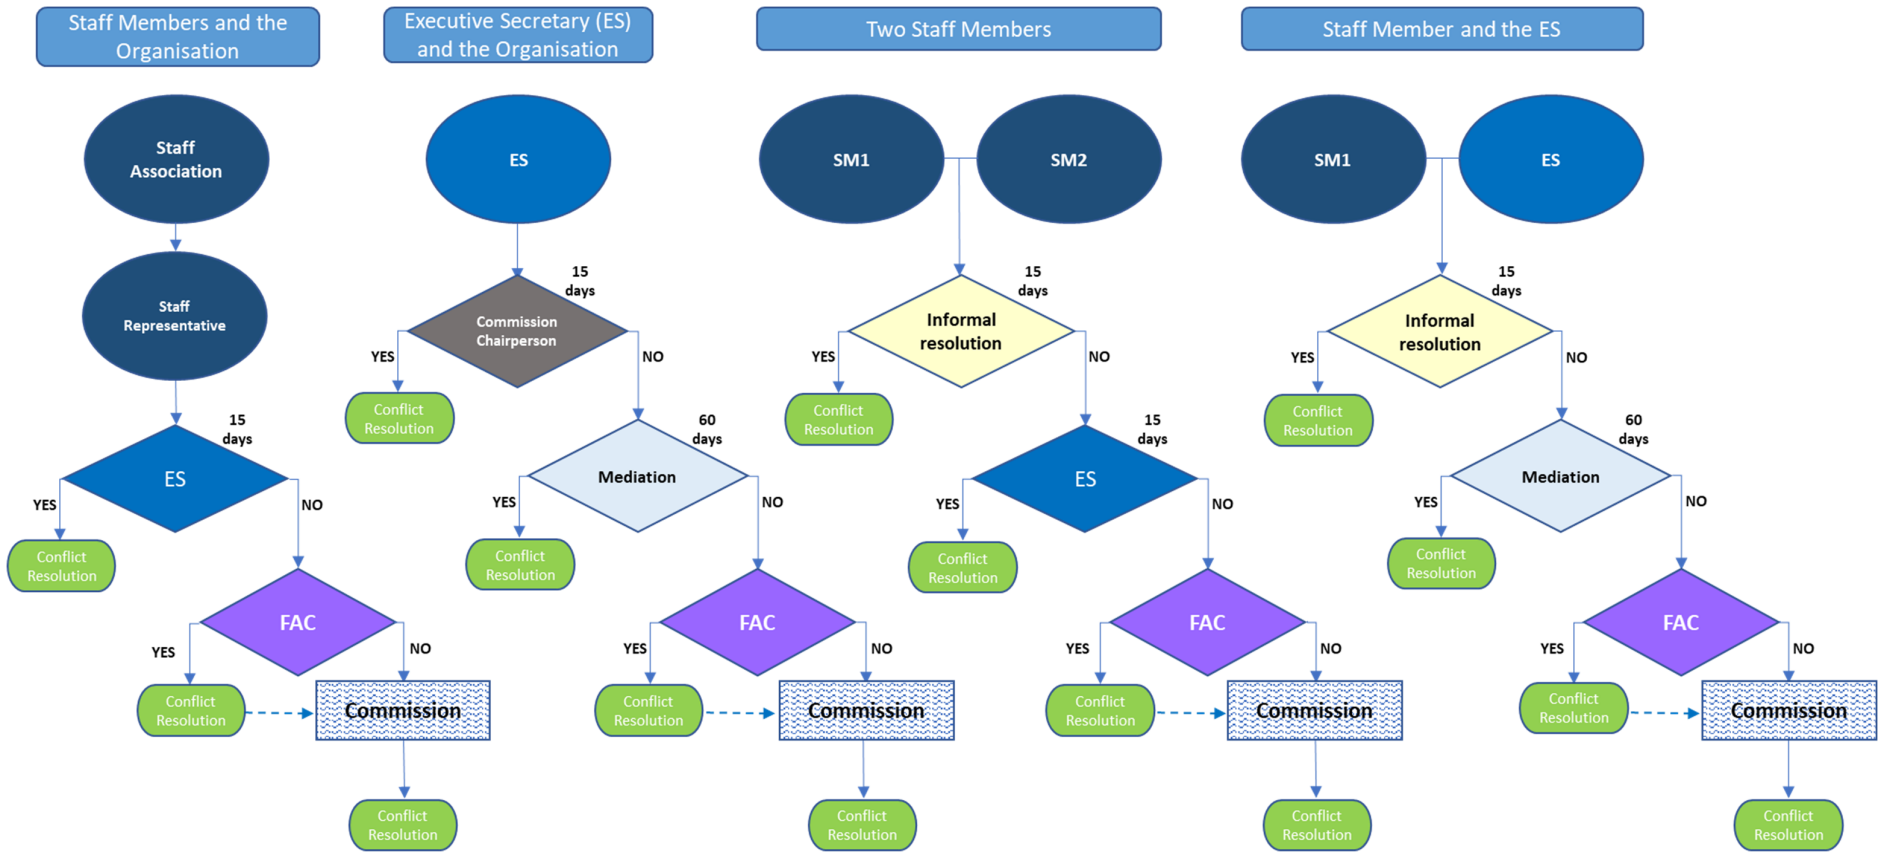 Staff Members and the
Organisation
Executive Secretary (ES)
and the Organisation
Two Staff Members
Staff Member and the ES
Staff
Association
Staff
Representative
15
days
ES
YES
NO
Conflict
Resolution
FAC
YES
NO
Conflict
Resolution
Commission
Conflict
Resolution
ES
15
days
Commission
Chairperson
YES
NO
Conflict
Resolution
60
days
Mediation
YES
NO
Conflict
Resolution
FAC
YES
NO
Conflict
Resolution
Commission
Conflict
Resolution
SM1
SM2
15
days
Informal
resolution
YES
NO
Conflict
Resolution
15
days
ES
YES
NO
Conflict
Resolution
FAC
YES
NO
Conflict
Resolution
Commission
Conflict
Resolution
SM1
ES
15
days
Informal
resolution
YES
NO
Conflict
Resolution
60
days
Mediation
YES
NO
Conflict
Resolution
FAC
YES
NO
Conflict
Resolution
Commission
Conflict
Resolution